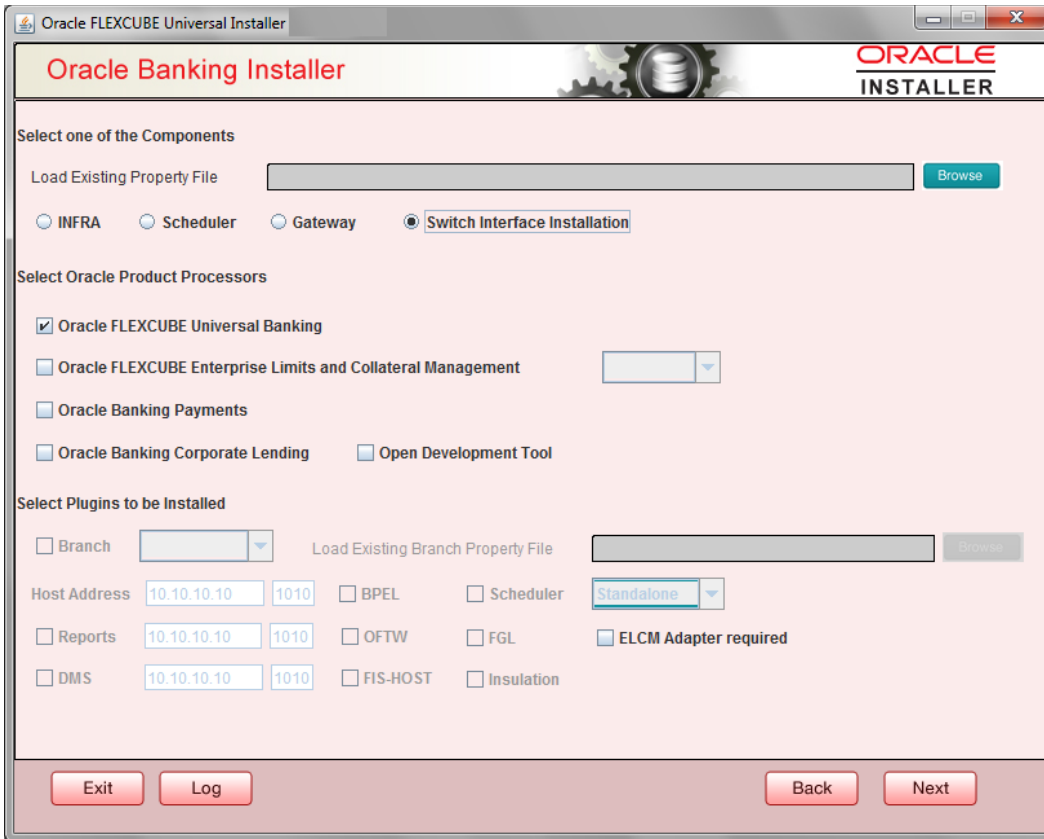 Oracle FLEXCUBE Universal Installer
Oracle Banking Installer
ORACLE
INSTALLER
Select one of the Components
Load Existing Property File Browse
INFRA Scheduler Gateway Switch Interface Installation
Select Oracle Product Processors
Oracle FLEXCUBE Universal Banking
Oracle FLEXCUBE Enterprise Limits and Collateral Management
Oracle Banking Payments
Oracle Banking Corporate Lending Open Development Tool
Select Plugins to be Installed
Branch Load Existing Branch Property File Browse
Host Address 10.10.10.10 1010 BPEL Scheduler Standalone
Reports 10.10.10.10 1010 OFTW FGL ELCM Adapter required
DMS 10.10.10.10 1010 FIS-HOST Insulation
Exit Log Back Next